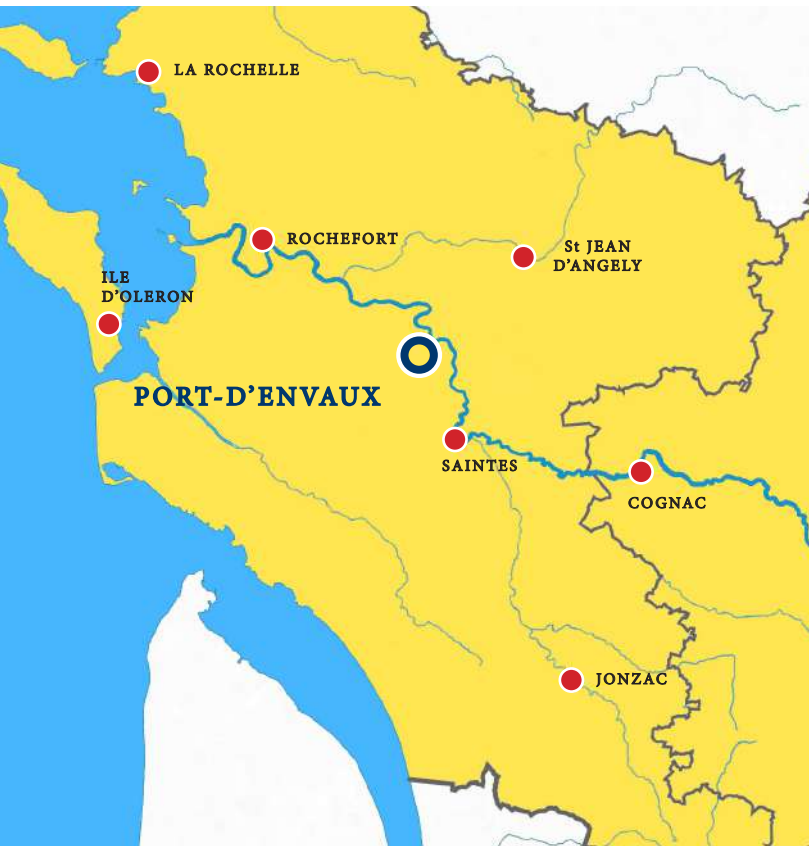 LA ROCHELLE
ROCHEFORT
St JEAN
D'ANGELY
ILE
D'OLERON
PORT-D'ENVAUX
SAINTES
COGNAC
JONZAC